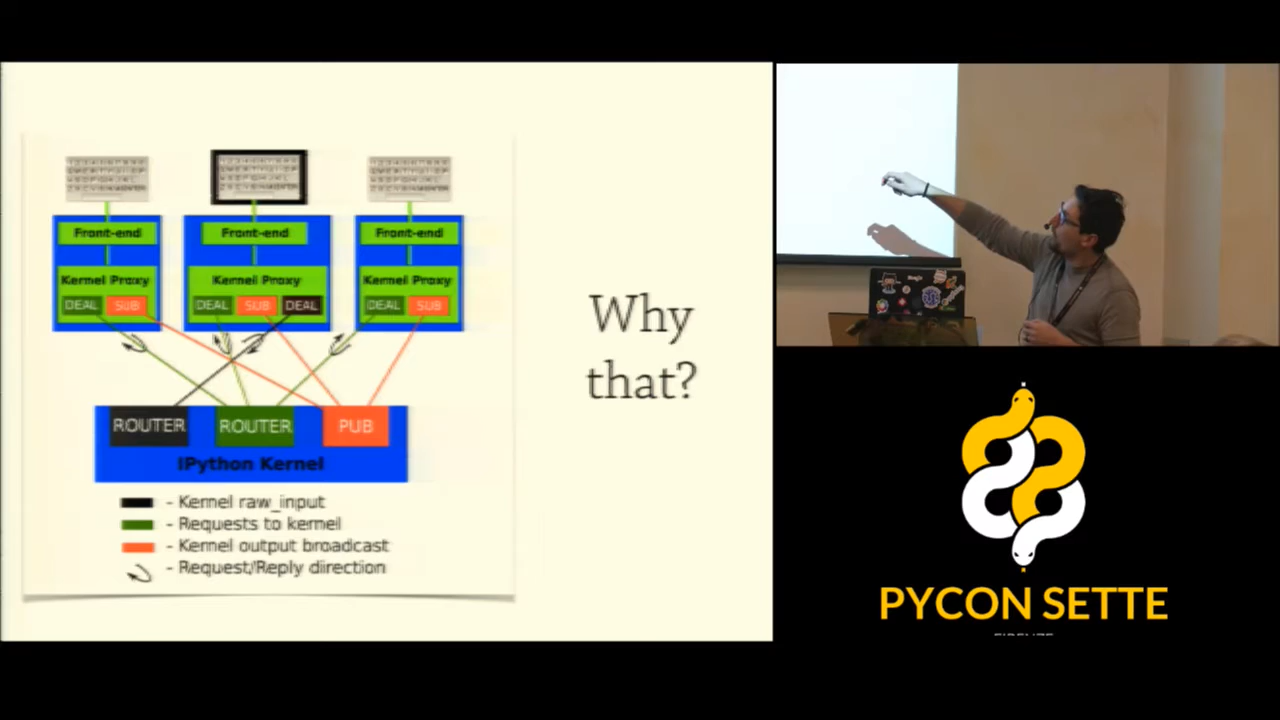 Front-end
Front-end
Front-end
Kernel Proxy
Kernel Proxy
Kernel Proxy
DEAL
SUB
DEAL
SUB
DEAL
DEAL
SUB
ROUTER
ROUTER
PUB
IPython Kernel
- Kernel raw_input
- Requests to kernel
- Kernel output broadcast
- Request/Reply direction
Why
that?
PYCON SETTE